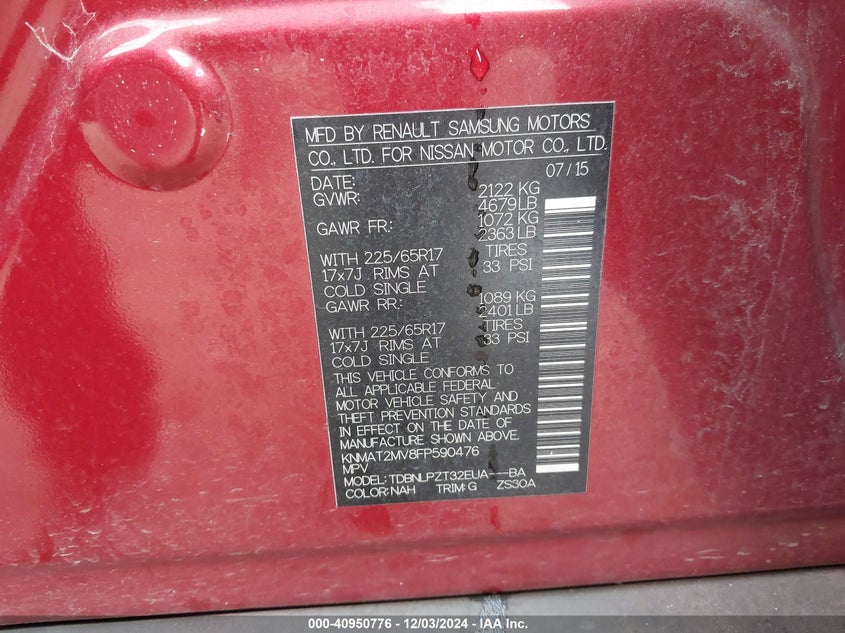 MFD BY RENAULT SAMSUNG MOTORS
CO., LTD. FOR NISSAN MOTOR CO., LTD.
DATE: 07/15
GVWR: 2122 KG
4679 LB
GAWR FR: 1072 KG
2363 LB
WITH 225/65R17 TIRES
17x7J RIMS AT 33 PSI
COLD SINGLE
GAWR RR: 1089 KG
2401 LB
WITH 225/65R17 TIRES
17x7J RIMS AT 33 PSI
COLD SINGLE
THIS VEHICLE CONFORMS TO
ALL APPLICABLE FEDERAL
MOTOR VEHICLE SAFETY AND
THEFT PREVENTION STANDARDS
IN EFFECT ON THE DATE OF
MANUFACTURE SHOWN ABOVE.
KNMAT2MV8FP590476
MPV
MODEL: TDBNLPZT32EUA---BA
COLOR: NAH TRIM: G ZS30A
000-40950776 - 12/03/2024 - IAA Inc.